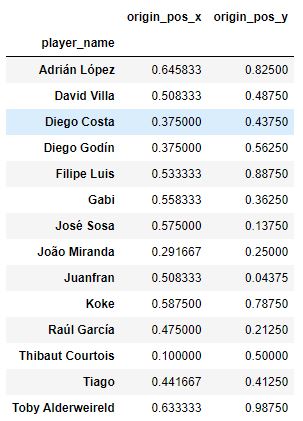 origin_pos_x origin_pos_y
player_name
Adrián López 0.645833 0.82500
David Villa 0.508333 0.48750
Diego Costa 0.375000 0.43750
Diego Godín 0.375000 0.56250
Filipe Luis 0.533333 0.88750
Gabi 0.558333 0.36250
José Sosa 0.575000 0.13750
João Miranda 0.291667 0.25000
Juanfran 0.508333 0.04375
Koke 0.587500 0.78750
Raúl García 0.475000 0.21250
Thibaut Courtois 0.100000 0.50000
Tiago 0.441667 0.41250
Toby Alderweireld 0.633333 0.98750